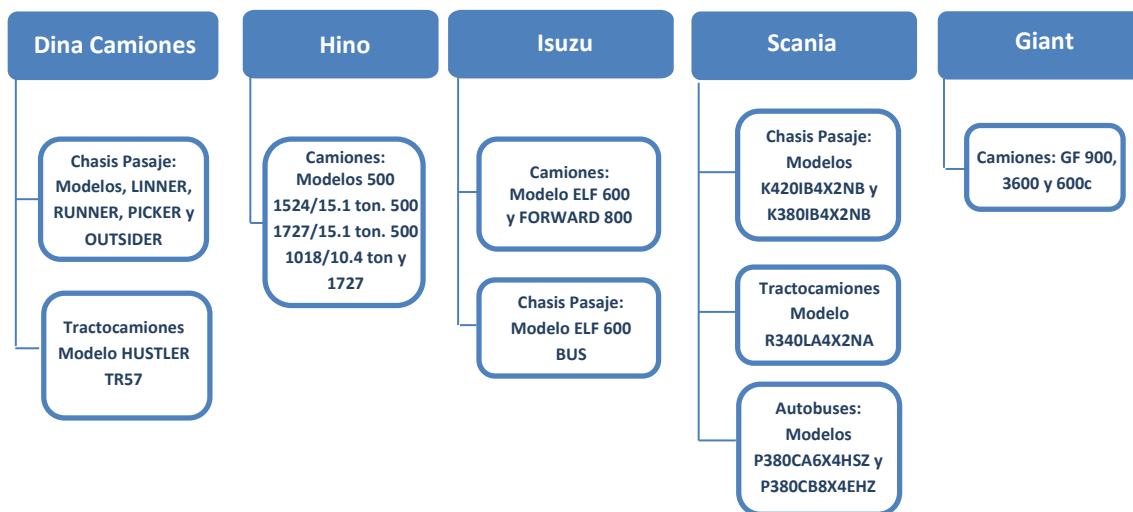 Dina Camiones
Chasis Pasaje:
Modelos, LINNER,
RUNNER, PICKER y
OUTSIDER
Tractocamiones
Modelo HUSTLER
TR57
Hino
Camiones:
Modelos 500
1524/15.1 ton. 500
1727/15.1 ton. 500
1018/10.4 ton y
1727
Isuzu
Camiones:
Modelo ELF 600
y FORWARD 800
Chasis Pasaje:
Modelo ELF 600
BUS
Scania
Chasis Pasaje:
Modelos
K420IB4X2NB y
K380IB4X2NB
Tractocamiones
Modelo
R340LA4X2NA
Autobuses:
Modelos
P380CA6X4HSZ y
P380CB8X4EHZ
Giant
Camiones: GF 900,
3600 y 600c